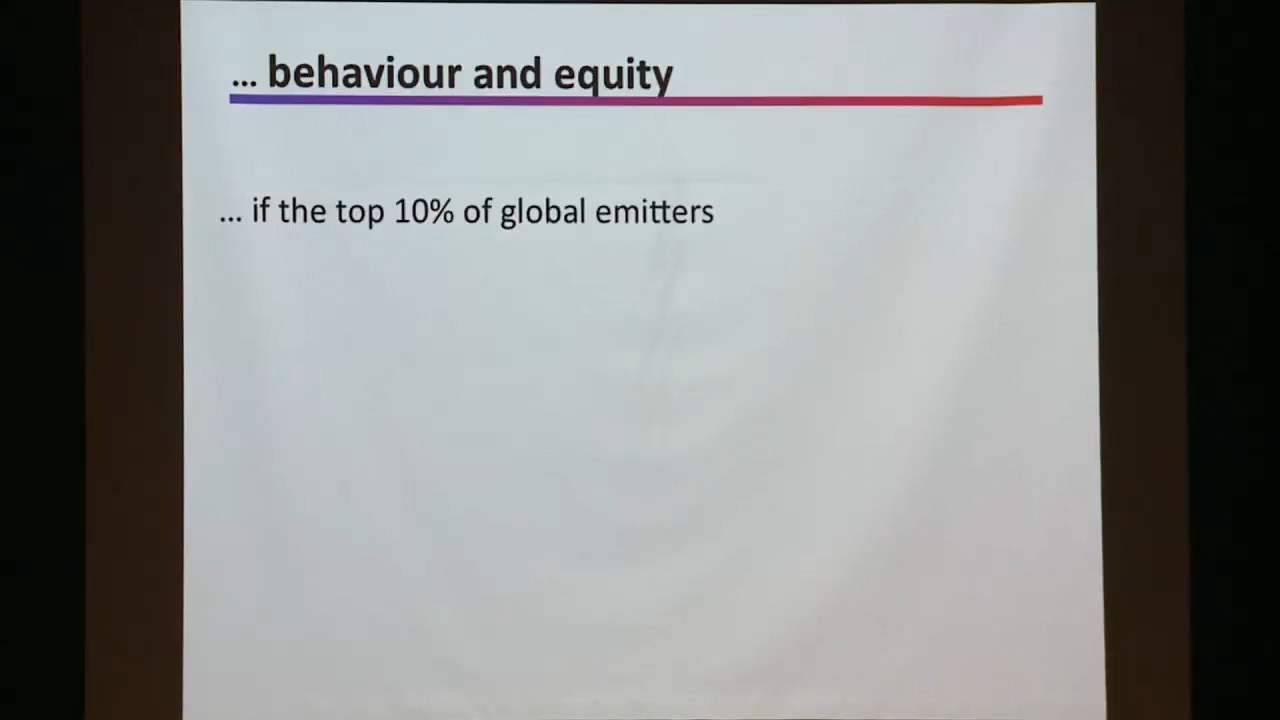 ... behaviour and equity
... if the top 10% of global emitters